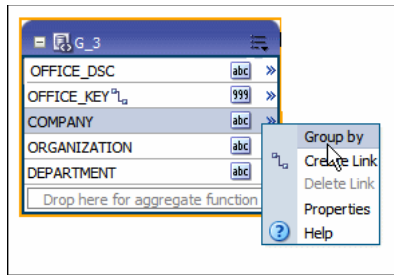 G_3
OFFICE_DSC abc »
OFFICE_KEY 999 »
COMPANY abc »
ORGANIZATION abc
DEPARTMENT abc
Drop here for aggregate function
Group by
Create Link
Delete Link
Properties
? Help